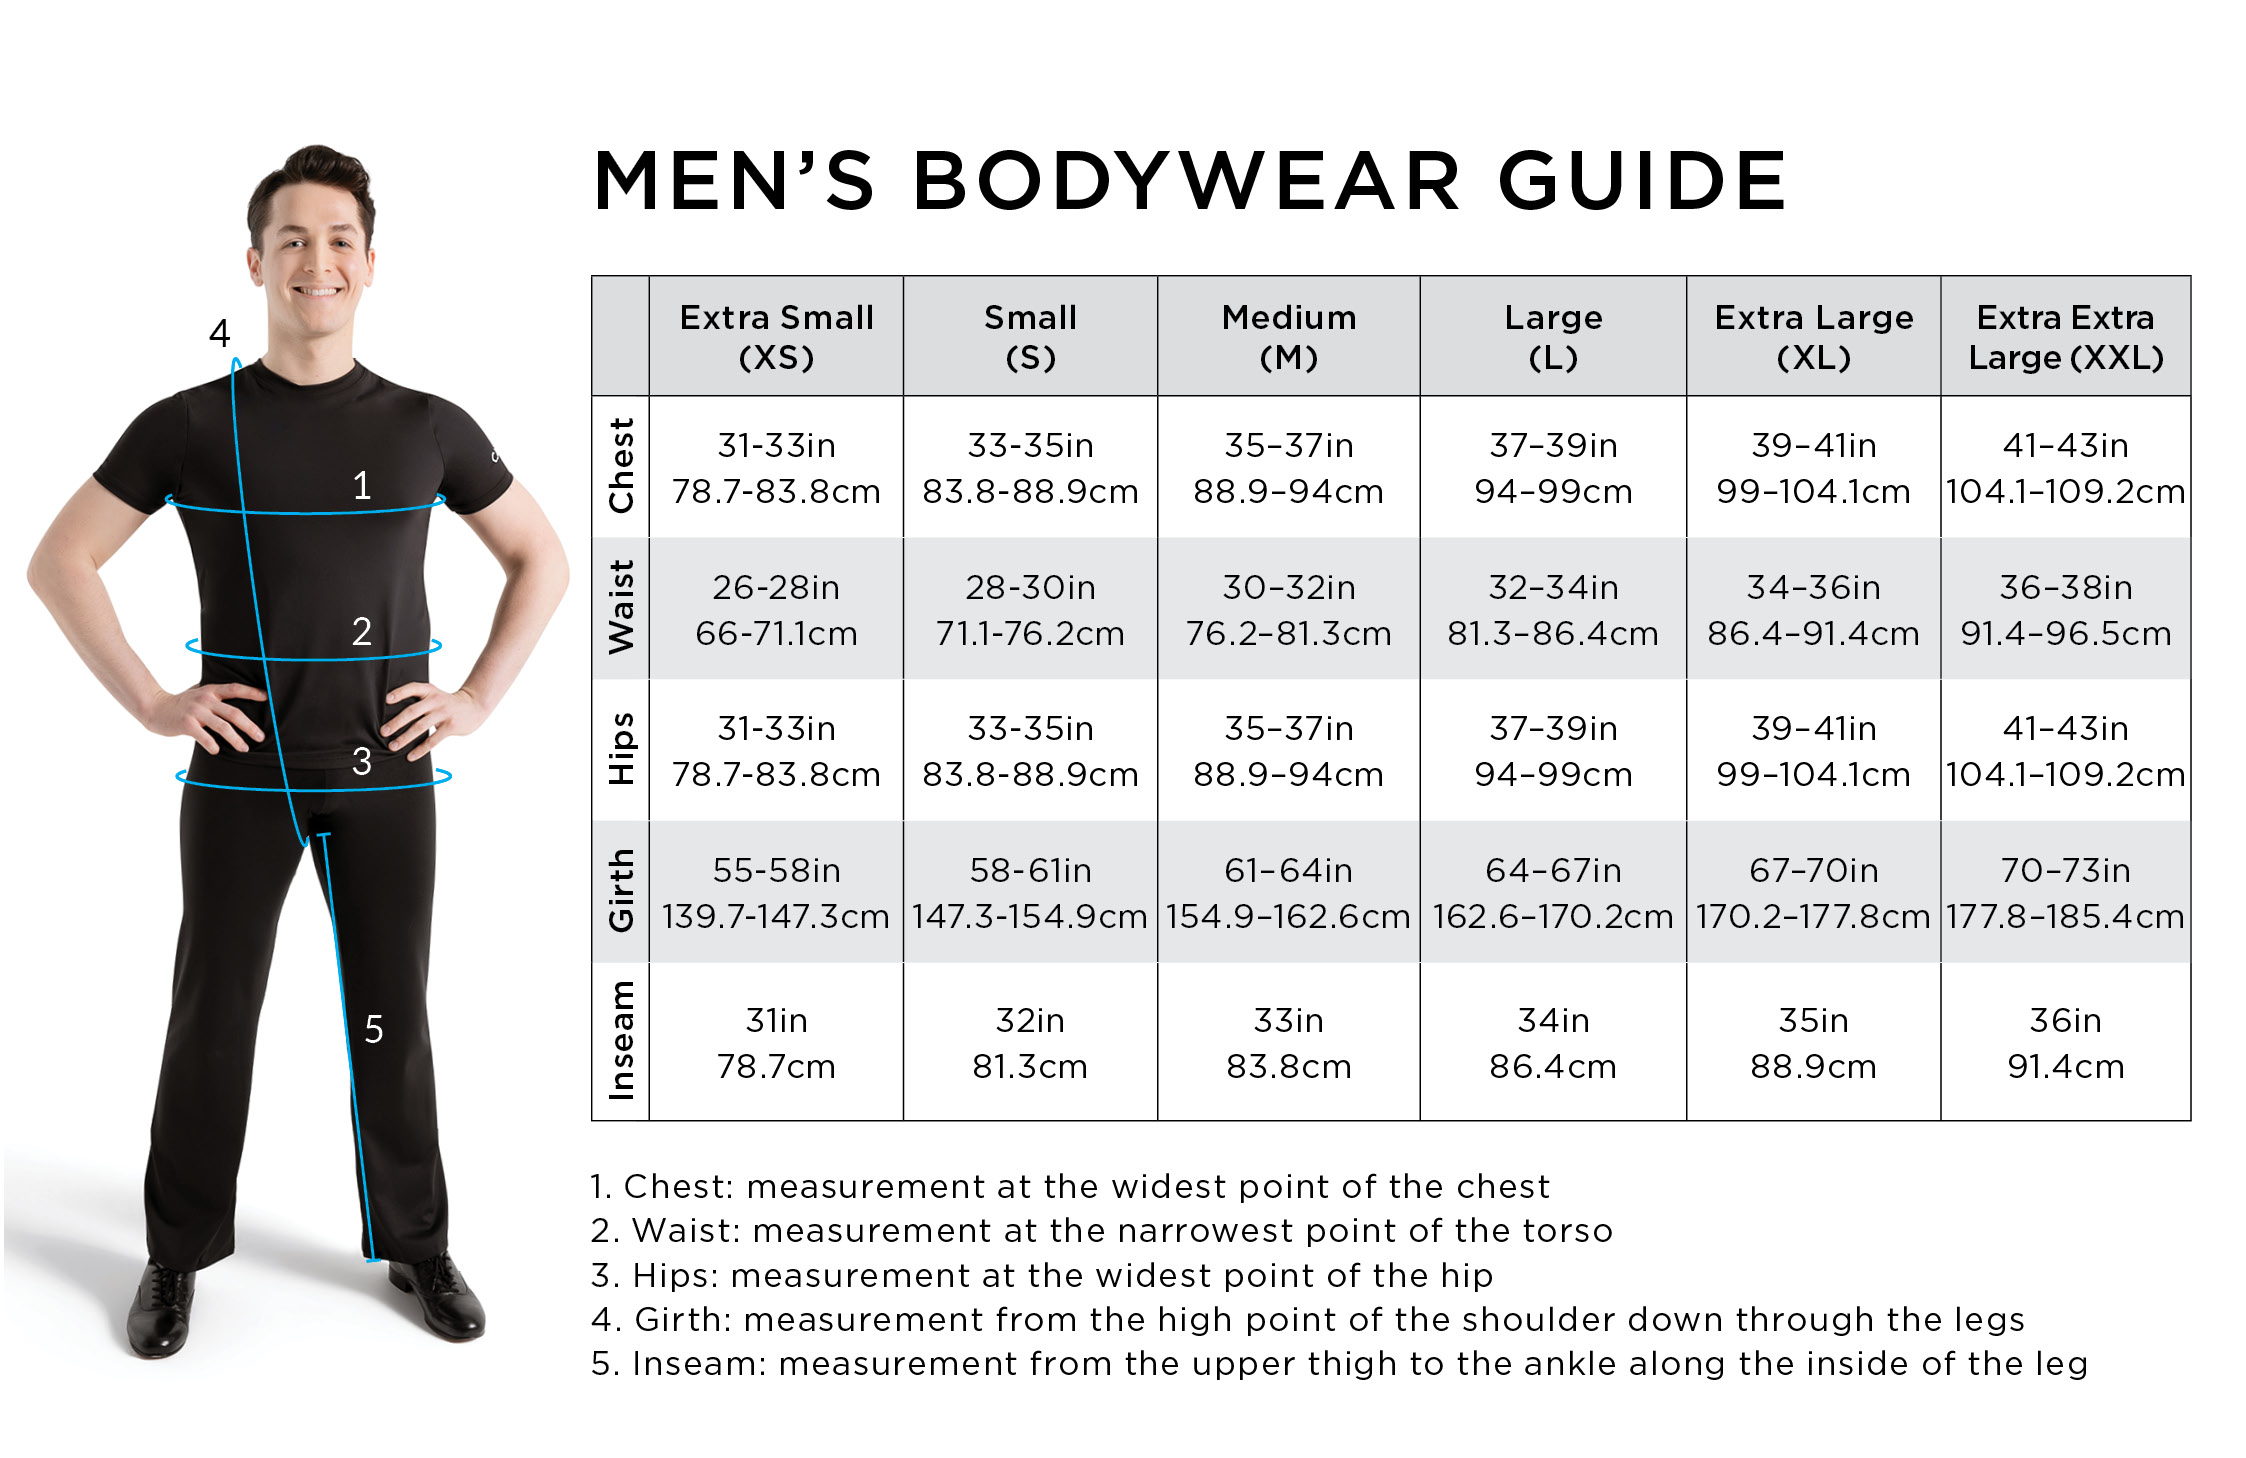 MEN’S BODYWEAR GUIDE
Extra Small (XS)
Small (S)
Medium (M)
Large (L)
Extra Large (XL)
Extra Extra Large (XXL)
Chest
31-33in
78.7-83.8cm
33-35in
83.8-88.9cm
35–37in
88.9–94cm
37–39in
94–99cm
39–41in
99–104.1cm
41–43in
104.1–109.2cm
Waist
26-28in
66-71.1cm
28-30in
71.1-76.2cm
30–32in
76.2–81.3cm
32–34in
81.3–86.4cm
34–36in
86.4–91.4cm
36–38in
91.4–96.5cm
Hips
31-33in
78.7-83.8cm
33-35in
83.8-88.9cm
35–37in
88.9–94cm
37–39in
94–99cm
39–41in
99–104.1cm
41–43in
104.1–109.2cm
Girth
55-58in
139.7-147.3cm
58-61in
147.3-154.9cm
61–64in
154.9–162.6cm
64–67in
162.6–170.2cm
67–70in
170.2–177.8cm
70–73in
177.8–185.4cm
Inseam
31in
78.7cm
32in
81.3cm
33in
83.8cm
34in
86.4cm
35in
88.9cm
36in
91.4cm
1. Chest: measurement at the widest point of the chest
2. Waist: measurement at the narrowest point of the torso
3. Hips: measurement at the widest point of the hip
4. Girth: measurement from the high point of the shoulder down through the legs
5. Inseam: measurement from the upper thigh to the ankle along the inside of the leg
4
1
2
3
5